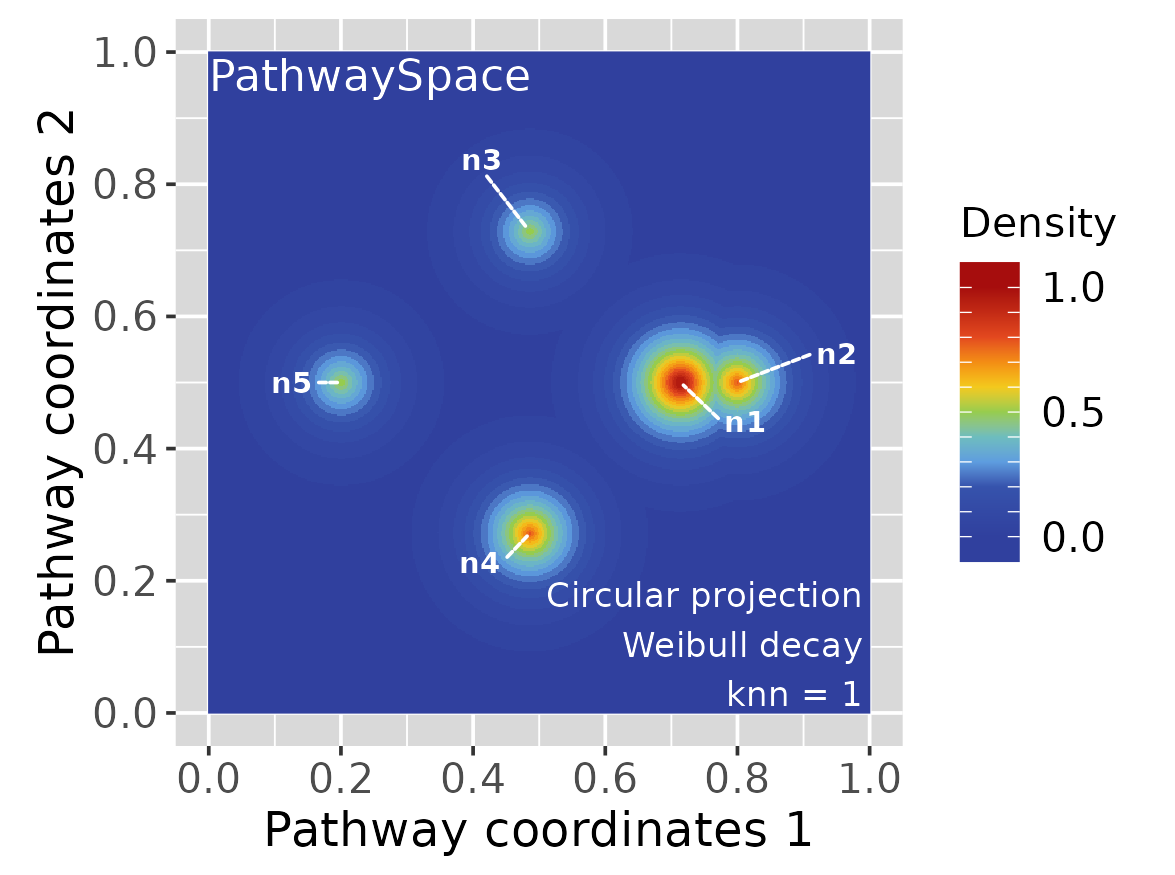 PathwaySpace
n3
n5
n2
n1
n4
Circular projection
Weibull decay
knn = 1
1.0
0.8
0.6
0.4
0.2
0.0
Pathway coordinates 2
0.0 0.2 0.4 0.6 0.8 1.0
Pathway coordinates 1
Density
1.0
0.5
0.0